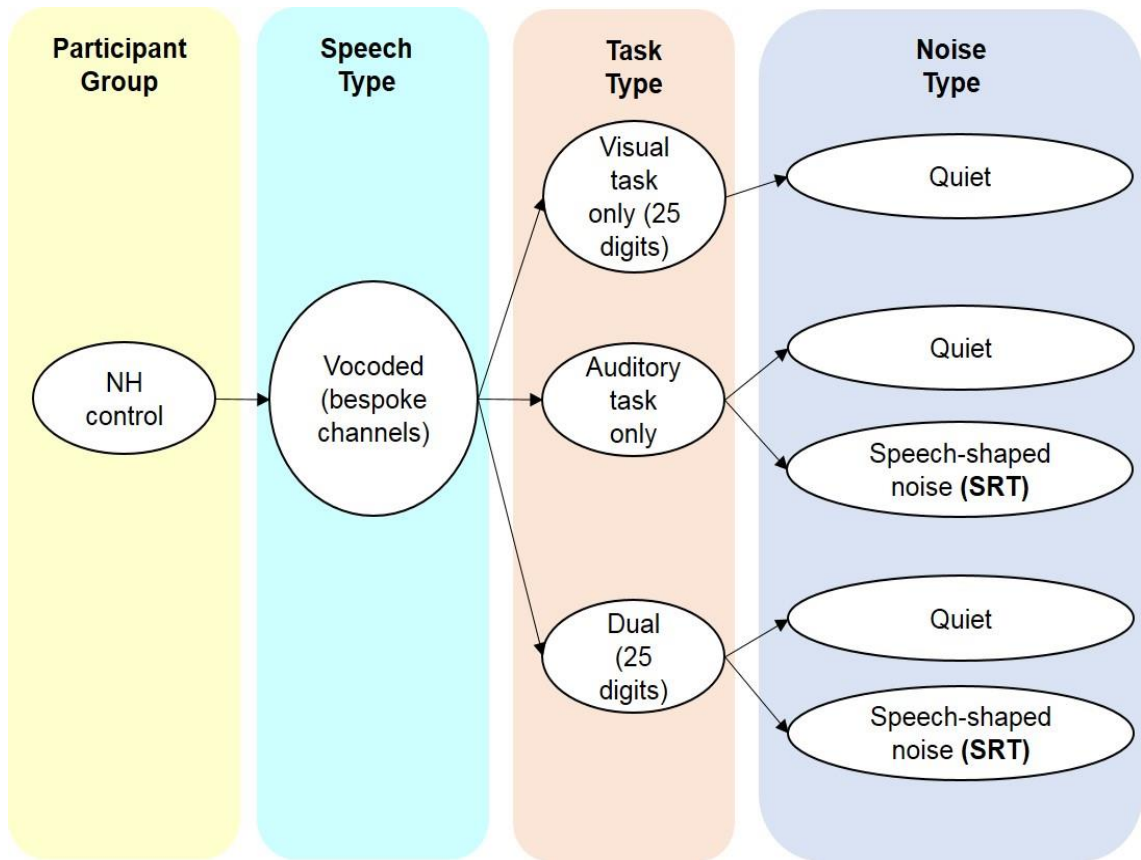 Participant
Group
Speech
Type
Task
Type
Noise
Type
NH
control
Vocoded
(bespoke
channels)
Visual
task
only (25
digits)
Auditory
task
only
Dual
(25
digits)
Quiet
Quiet
Speech-shaped
noise (SRT)
Quiet
Speech-shaped
noise (SRT)